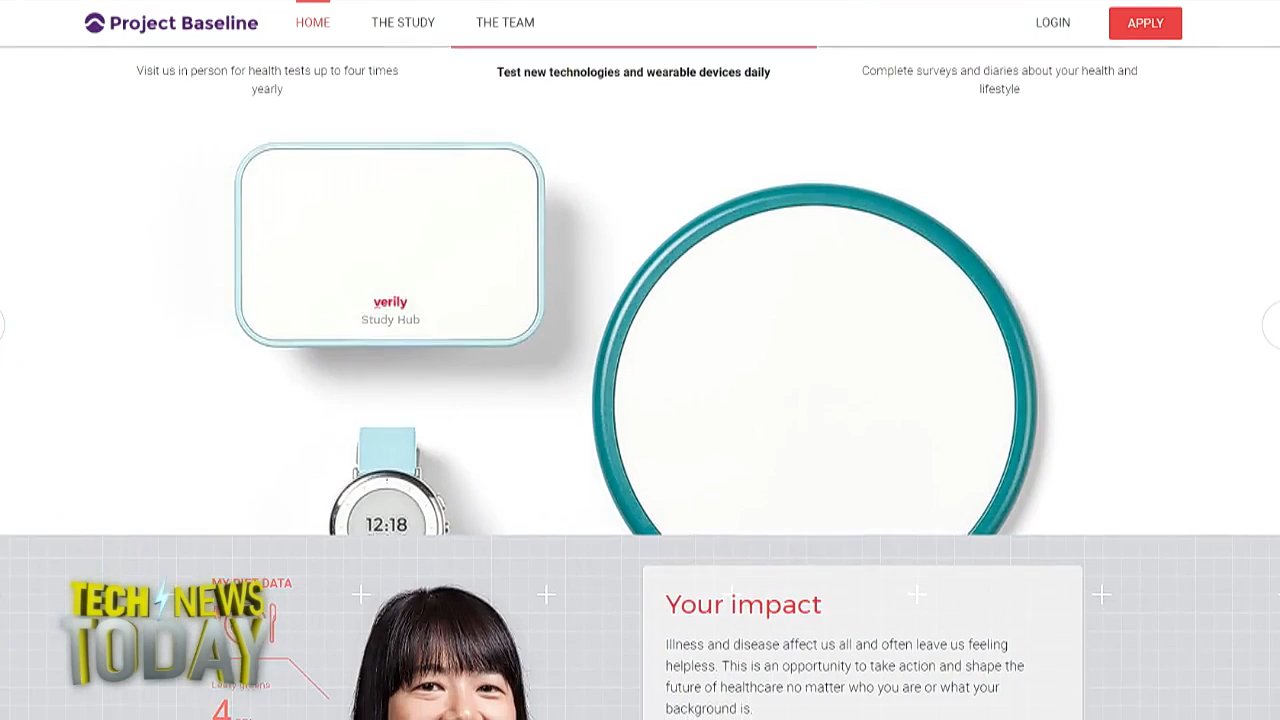 Project Baseline
HOME
THE STUDY
THE TEAM
LOGIN
APPLY
Visit us in person for health tests up to four times
yearly
Test new technologies and wearable devices daily
Complete surveys and diaries about your health and
lifestyle
verily
Study Hub
12:18
MY DIET DATA
TECH NEWS
TODAY
Leafy greens
4
Your impact
Illness and disease affect us all and often leave us feeling
helpless. This is an opportunity to take action and shape the
future of healthcare no matter who you are or what your
background is.